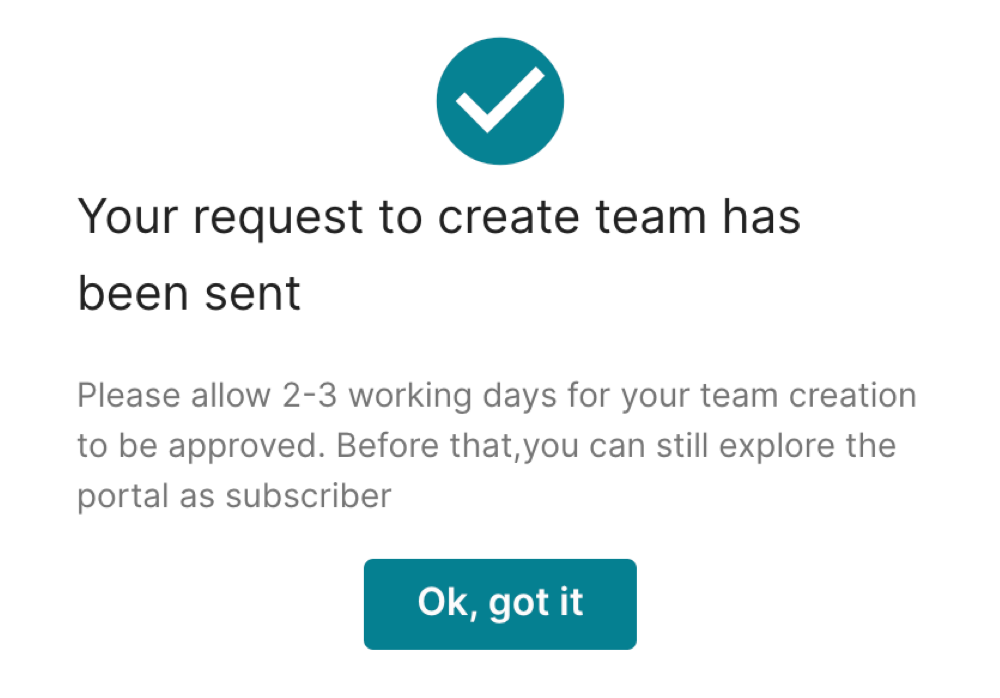 Your request to create team has
been sent
Please allow 2-3 working days for your team creation
to be approved. Before that,you can still explore the
portal as subscriber
Ok, got it